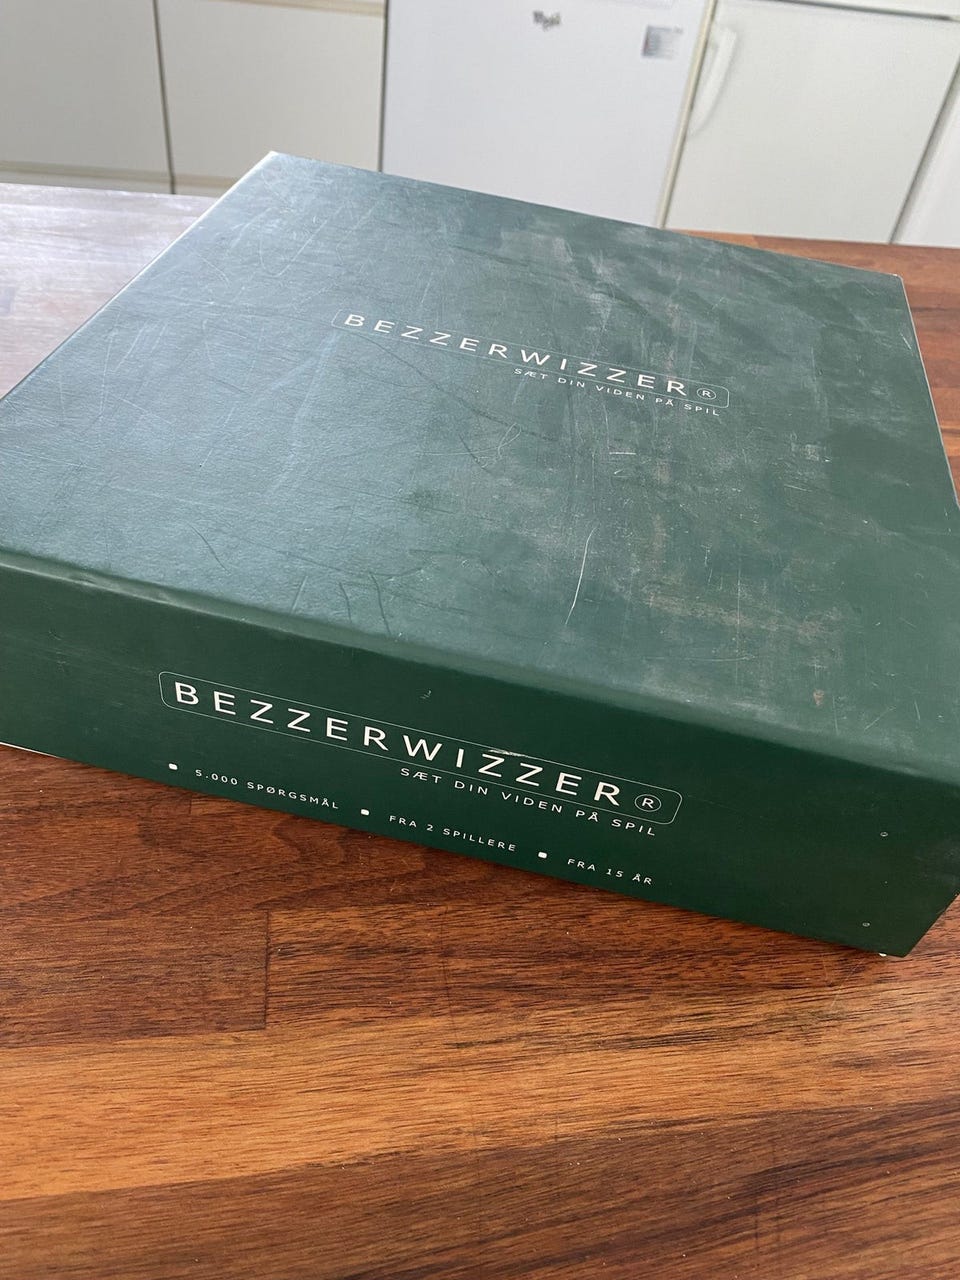 BEZZERWIZZER®
SÆT DIN VIDEN PÅ SPIL
BEZZERWIZZER®
SÆT DIN VIDEN PÅ SPIL
5.000 SPØRGSMÅL ▪ FRA 2 SPILLERE ▪ FRA 15 ÅR